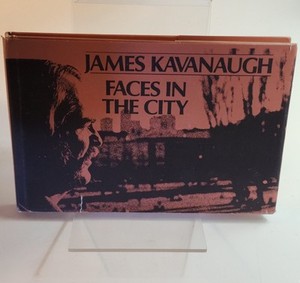 JAMES KAVANAUGH
FACES IN
THE CITY